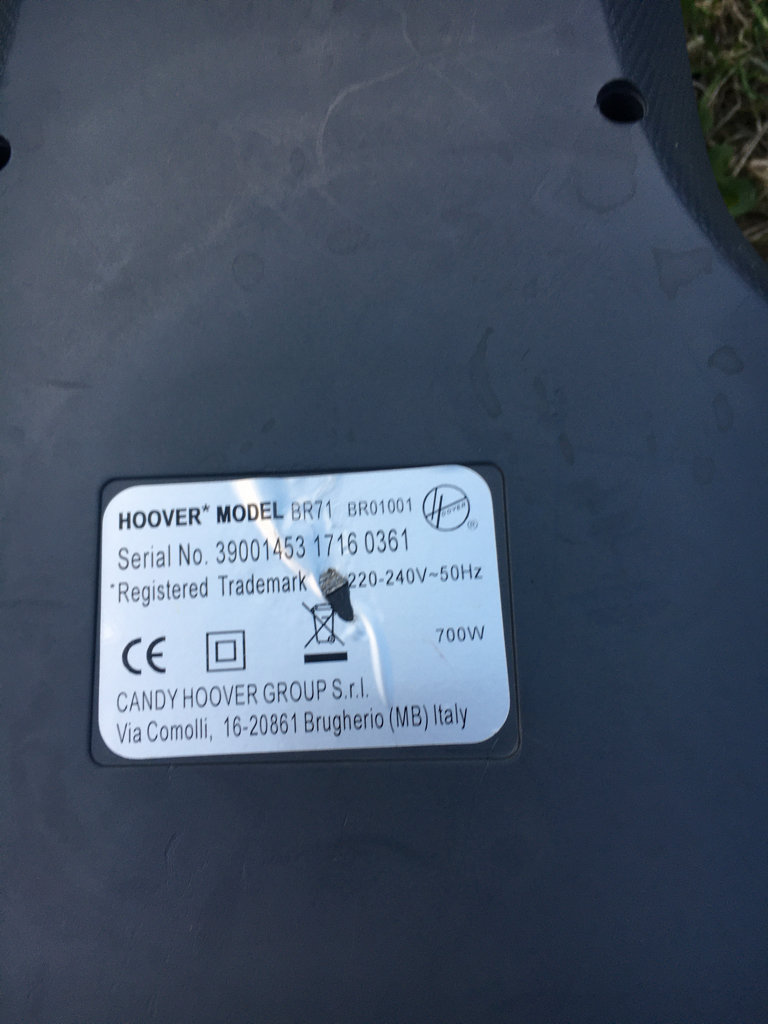 HOOVER* MODEL BR71 BR01001
HOOVER ®
Serial No. 39001453 1716 0361
*Registered Trademark 220-240V~50Hz
700W
CE
CANDY HOOVER GROUP S.r.l.
Via Comolli, 16-20861 Brugherio (MB) Italy